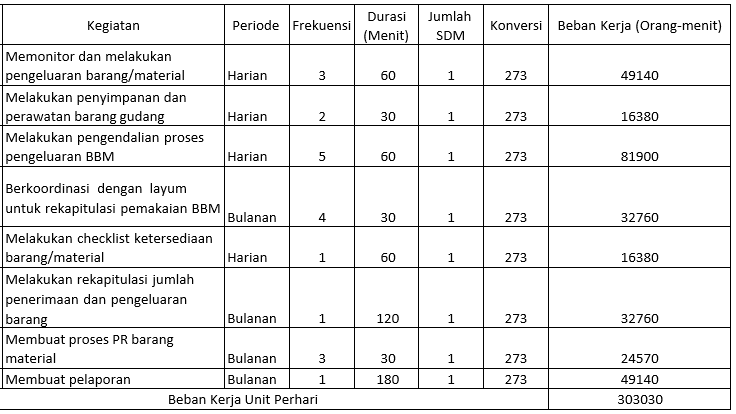 Kegiatan Periode Frekuensi Durasi (Menit) Jumlah SDM Konversi Beban Kerja (Orang-menit)
Memonitor dan melakukan
pengeluaran barang/material Harian 3 60 1 273 49140
Melakukan penyimpanan dan
perawatan barang gudang Harian 2 30 1 273 16380
Melakukan pengendalian proses
pengeluaran BBM Harian 5 60 1 273 81900
Berkoordinasi dengan layum
untuk rekapitulasi pemakaian BBM Bulanan 4 30 1 273 32760
Melakukan checklist ketersediaan
barang/material Harian 1 60 1 273 16380
Melakukan rekapitulasi jumlah
penerimaan dan pengeluaran
barang Bulanan 1 120 1 273 32760
Membuat proses PR barang
material Bulanan 3 30 1 273 24570
Membuat pelaporan Bulanan 1 180 1 273 49140
Beban Kerja Unit Perhari 303030